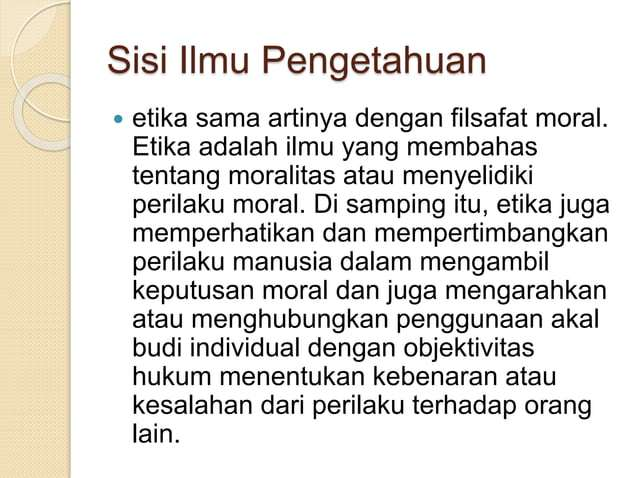 Sisi Ilmu Pengetahuan
• etika sama artinya dengan filsafat moral.
Etika adalah ilmu yang membahas
tentang moralitas atau menyelidiki
perilaku moral. Di samping itu, etika juga
memperhatikan dan mempertimbangkan
perilaku manusia dalam mengambil
keputusan moral dan juga mengarahkan
atau menghubungkan penggunaan akal
budi individual dengan objektivitas
hukum menentukan kebenaran atau
kesalahan dari perilaku terhadap orang
lain.